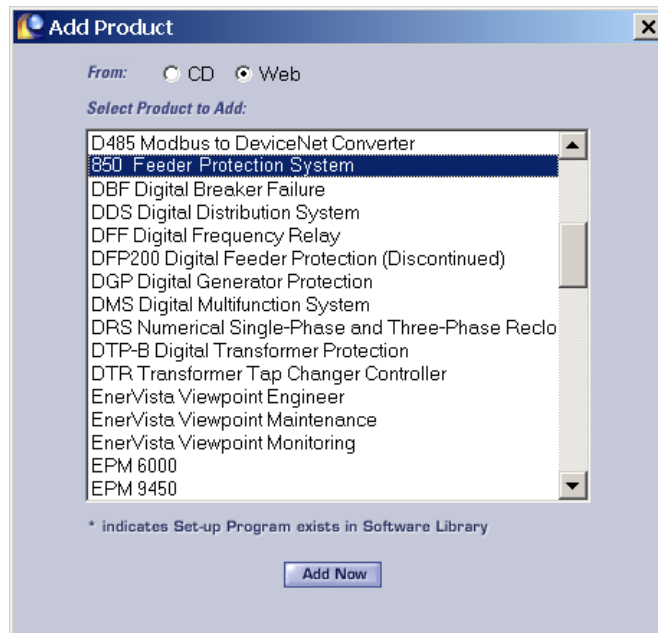 Add Product
From: CD Web
Select Product to Add:
D485 Modbus to DeviceNet Converter
850 Feeder Protection System
DBF Digital Breaker Failure
DDS Digital Distribution System
DFF Digital Frequency Relay
DFP200 Digital Feeder Protection (Discontinued)
DGP Digital Generator Protection
DMS Digital Multifunction System
DRS Numerical Single-Phase and Three-Phase Reclo
DTP-B Digital Transformer Protection
DTR Transformer Tap Changer Controller
EnerVista Viewpoint Engineer
EnerVista Viewpoint Maintenance
EnerVista Viewpoint Monitoring
EPM 6000
EPM 9450
* indicates Set-up Program exists in Software Library
Add Now